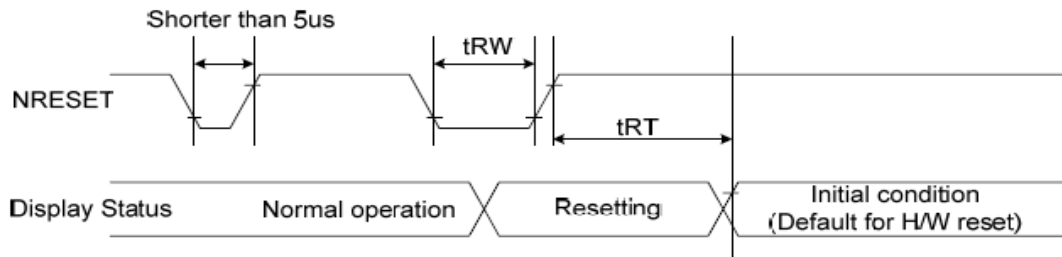 Shorter than 5us
tRW
NRESET
tRT
Display Status
Normal operation
Resetting
Initial condition
(Default for H/W reset)